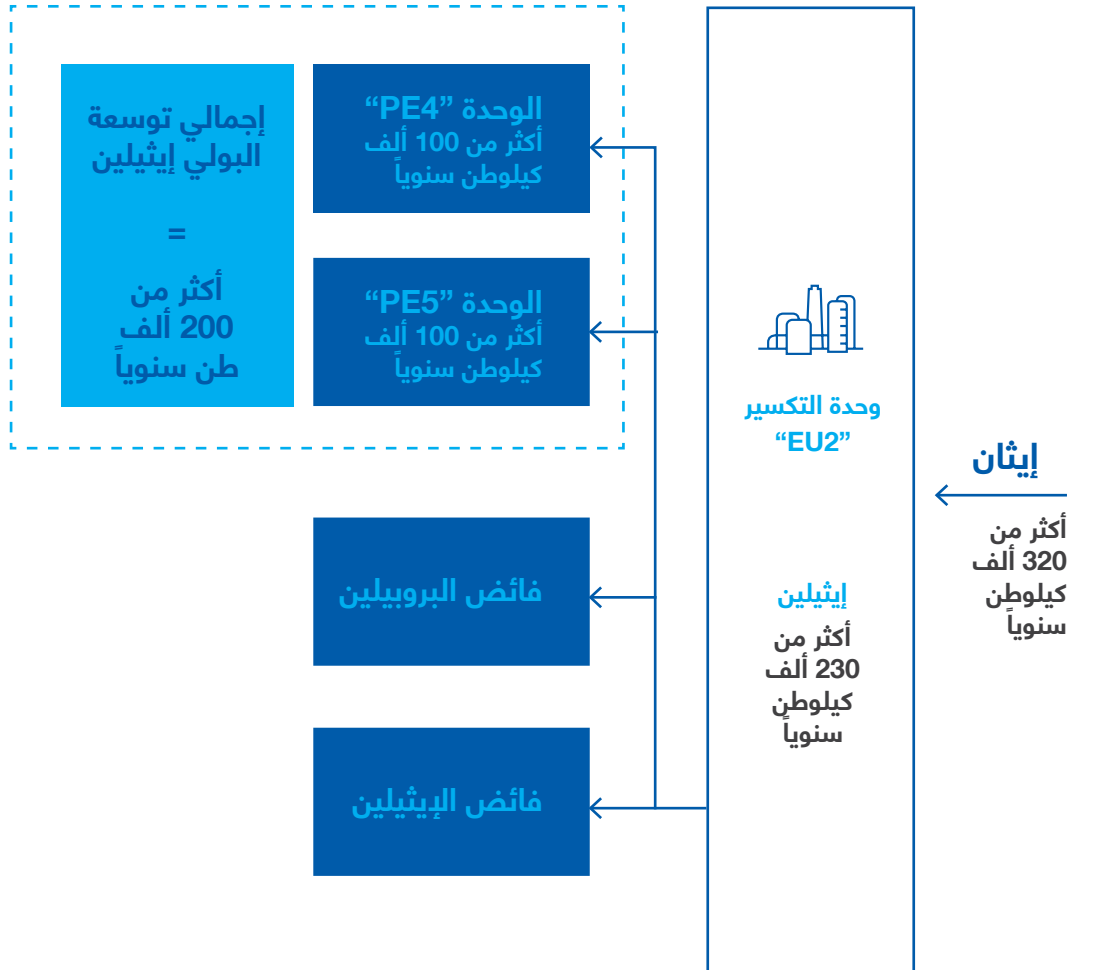 إيثان
أكثر من
320 ألف
كيلوطن
سنوياً
وحدة التكسير
“EU2”
إيثيلين
أكثر من
230 ألف
كيلوطن
سنوياً
الوحدة “PE4”
أكثر من 100 ألف
كيلوطن سنوياً
الوحدة “PE5”
أكثر من 100 ألف
كيلوطن سنوياً
إجمالي توسعة
البولي إيثيلين
=
أكثر من
200 ألف
طن سنوياً
فائض البروبيلين
فائض الإيثيلين